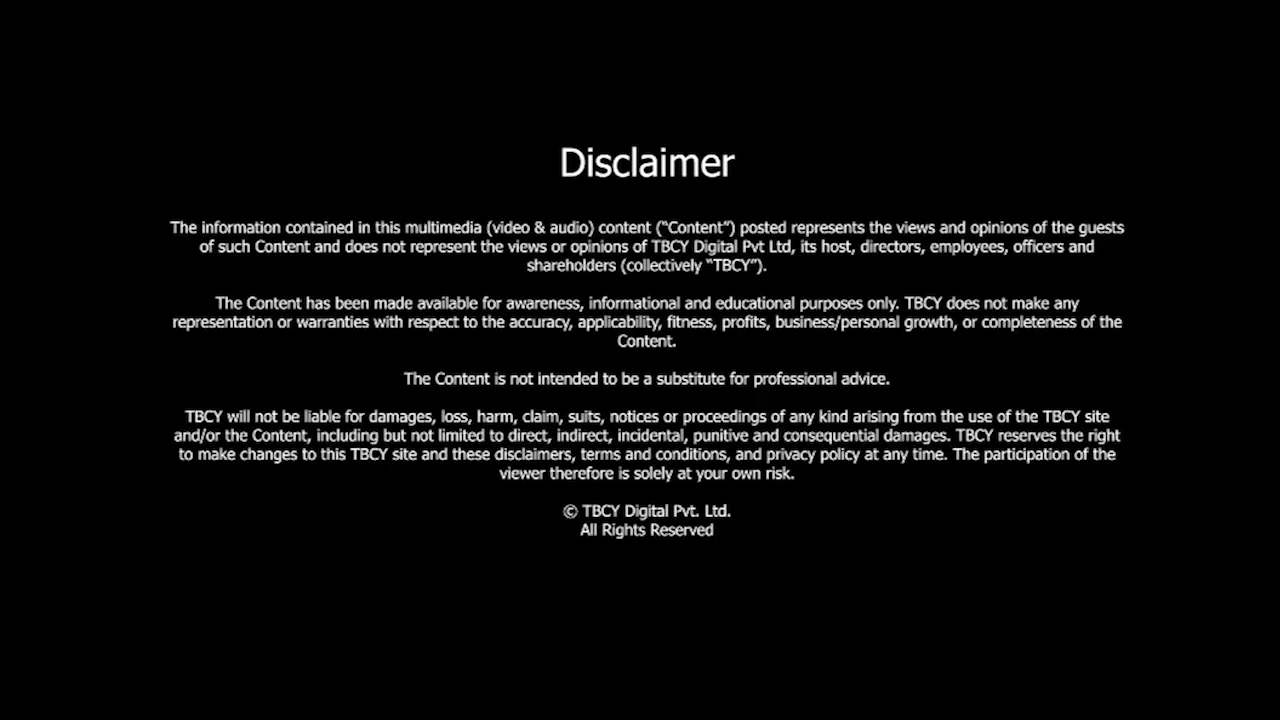 Disclaimer
The information contained in this multimedia (video & audio) content (“Content”) posted represents the views and opinions of the guests
of such Content and does not represent the views or opinions of TBCY Digital Pvt Ltd, its host, directors, employees, officers and
shareholders (collectively “TBCY”).
The Content has been made available for awareness, informational and educational purposes only. TBCY does not make any
representation or warranties with respect to the accuracy, applicability, fitness, profits, business/personal growth, or completeness of the
Content.
The Content is not intended to be a substitute for professional advice.
TBCY will not be liable for damages, loss, harm, claim, suits, notices or proceedings of any kind arising from the use of the TBCY site
and/or the Content, including but not limited to direct, indirect, incidental, punitive and consequential damages. TBCY reserves the right
to make changes to this TBCY site and these disclaimers, terms and conditions, and privacy policy at any time. The participation of the
viewer therefore is solely at your own risk.
© TBCY Digital Pvt. Ltd.
All Rights Reserved